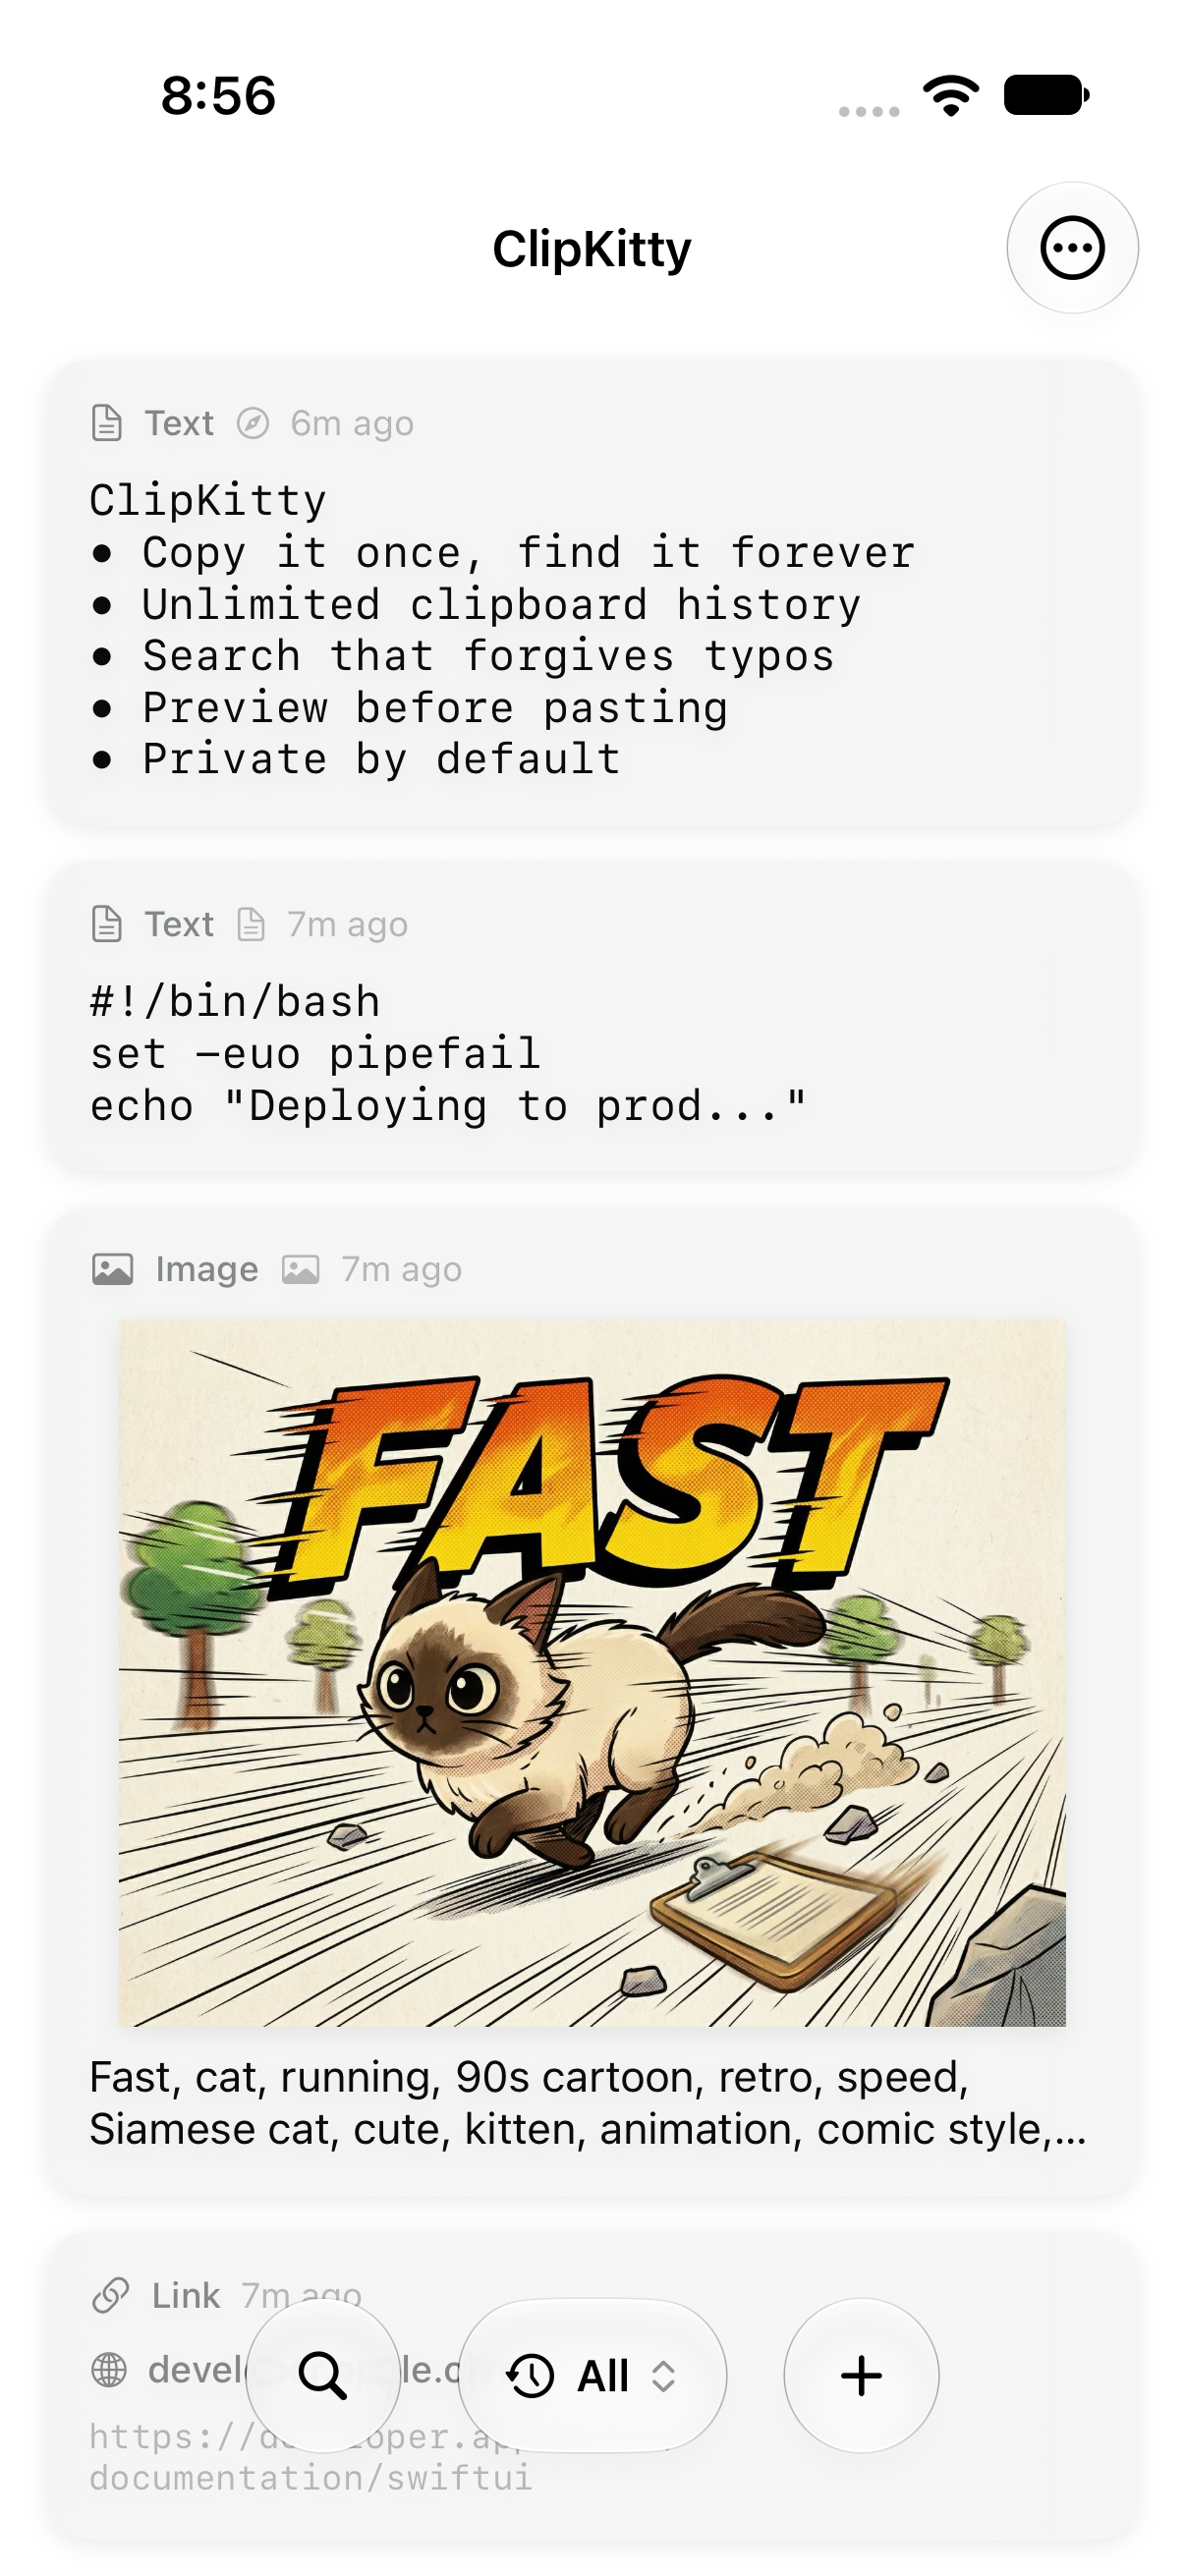 8:56
ClipKitty
Text 6m ago
ClipKitty
• Copy it once, find it forever
• Unlimited clipboard history
• Search that forgives typos
• Preview before pasting
• Private by default
Text 7m ago
#!/bin/bash
set -euo pipefail
echo "Deploying to prod..."
Image 7m ago
FAST
Fast, cat, running, 90s cartoon, retro, speed,
Siamese cat, cute, kitten, animation, comic style,...
Link 7m ago
All
documentation/swiftui